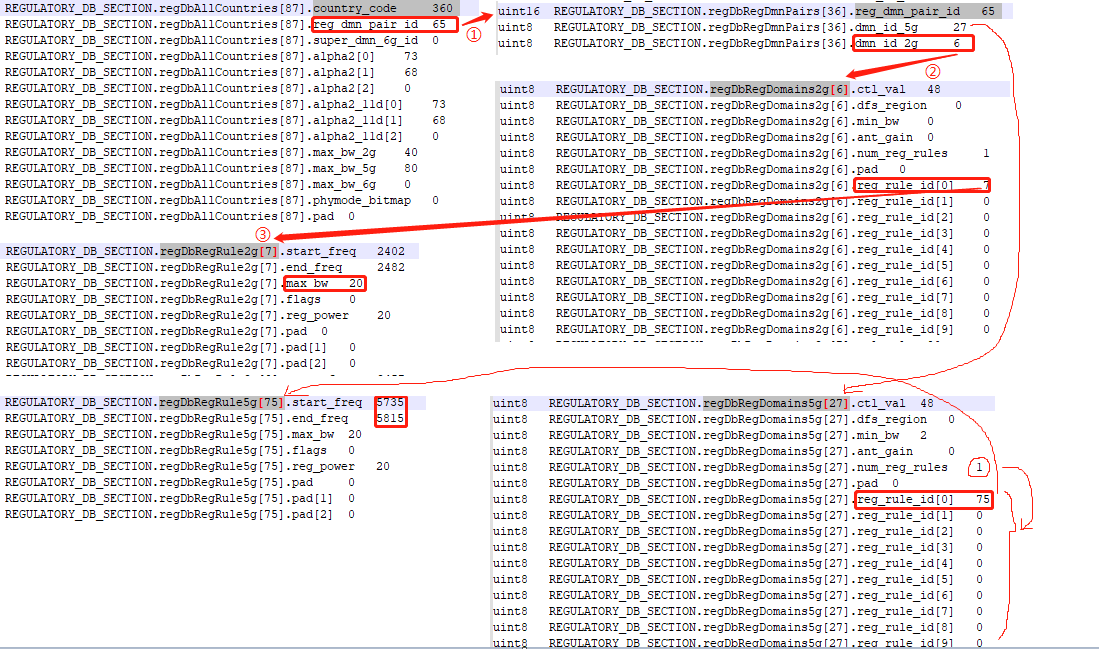 REGULATORY_DB_SECTION.regDbAllCountries[87].country_code 360
REGULATORY_DB_SECTION.regDbAllCountries[87].reg_dmn_pair_id 65
REGULATORY_DB_SECTION.regDbAllCountries[87].super_dmn_6g_id 0
REGULATORY_DB_SECTION.regDbAllCountries[87].alpha2[0] 73
REGULATORY_DB_SECTION.regDbAllCountries[87].alpha2[1] 68
REGULATORY_DB_SECTION.regDbAllCountries[87].alpha2[2] 0
REGULATORY_DB_SECTION.regDbAllCountries[87].alpha2_11d[0] 73
REGULATORY_DB_SECTION.regDbAllCountries[87].alpha2_11d[1] 68
REGULATORY_DB_SECTION.regDbAllCountries[87].alpha2_11d[2] 0
REGULATORY_DB_SECTION.regDbAllCountries[87].max_bw_2g 40
REGULATORY_DB_SECTION.regDbAllCountries[87].max_bw_5g 80
REGULATORY_DB_SECTION.regDbAllCountries[87].max_bw_6g 0
REGULATORY_DB_SECTION.regDbAllCountries[87].phymode_bitmap 0
REGULATORY_DB_SECTION.regDbAllCountries[87].pad 0
①
uint16 REGULATORY_DB_SECTION.regDbRegDmnPairs[36].reg_dmn_pair_id 65
uint8 REGULATORY_DB_SECTION.regDbRegDmnPairs[36].dmn_id_5g 27
uint8 REGULATORY_DB_SECTION.regDbRegDmnPairs[36].dmn_id_2g 6
②
uint8 REGULATORY_DB_SECTION.regDbRegDomains2g[6].ctl_val 48
uint8 REGULATORY_DB_SECTION.regDbRegDomains2g[6].dfs_region 0
uint8 REGULATORY_DB_SECTION.regDbRegDomains2g[6].min_bw 0
uint8 REGULATORY_DB_SECTION.regDbRegDomains2g[6].ant_gain 0
uint8 REGULATORY_DB_SECTION.regDbRegDomains2g[6].num_reg_rules 1
uint8 REGULATORY_DB_SECTION.regDbRegDomains2g[6].pad 0
uint8 REGULATORY_DB_SECTION.regDbRegDomains2g[6].reg_rule_id[0] 7
uint8 REGULATORY_DB_SECTION.regDbRegDomains2g[6].reg_rule_id[1] 0
uint8 REGULATORY_DB_SECTION.regDbRegDomains2g[6].reg_rule_id[2] 0
uint8 REGULATORY_DB_SECTION.regDbRegDomains2g[6].reg_rule_id[3] 0
uint8 REGULATORY_DB_SECTION.regDbRegDomains2g[6].reg_rule_id[4] 0
uint8 REGULATORY_DB_SECTION.regDbRegDomains2g[6].reg_rule_id[5] 0
uint8 REGULATORY_DB_SECTION.regDbRegDomains2g[6].reg_rule_id[6] 0
uint8 REGULATORY_DB_SECTION.regDbRegDomains2g[6].reg_rule_id[7] 0
uint8 REGULATORY_DB_SECTION.regDbRegDomains2g[6].reg_rule_id[8] 0
uint8 REGULATORY_DB_SECTION.regDbRegDomains2g[6].reg_rule_id[9] 0
③
REGULATORY_DB_SECTION.regDbRegRule2g[7].start_freq 2402
REGULATORY_DB_SECTION.regDbRegRule2g[7].end_freq 2482
REGULATORY_DB_SECTION.regDbRegRule2g[7].max_bw 20
REGULATORY_DB_SECTION.regDbRegRule2g[7].flags 0
REGULATORY_DB_SECTION.regDbRegRule2g[7].reg_power 20
REGULATORY_DB_SECTION.regDbRegRule2g[7].pad 0
REGULATORY_DB_SECTION.regDbRegRule2g[7].pad[1] 0
REGULATORY_DB_SECTION.regDbRegRule2g[7].pad[2] 0
REGULATORY_DB_SECTION.regDbRegRule5g[75].start_freq 5735
REGULATORY_DB_SECTION.regDbRegRule5g[75].end_freq 5815
REGULATORY_DB_SECTION.regDbRegRule5g[75].max_bw 20
REGULATORY_DB_SECTION.regDbRegRule5g[75].flags 0
REGULATORY_DB_SECTION.regDbRegRule5g[75].reg_power 20
REGULATORY_DB_SECTION.regDbRegRule5g[75].pad 0
REGULATORY_DB_SECTION.regDbRegRule5g[75].pad[1] 0
REGULATORY_DB_SECTION.regDbRegRule5g[75].pad[2] 0
uint8 REGULATORY_DB_SECTION.regDbRegDomains5g[27].ctl_val 48
uint8 REGULATORY_DB_SECTION.regDbRegDomains5g[27].dfs_region 0
uint8 REGULATORY_DB_SECTION.regDbRegDomains5g[27].min_bw 2
uint8 REGULATORY_DB_SECTION.regDbRegDomains5g[27].ant_gain 0
uint8 REGULATORY_DB_SECTION.regDbRegDomains5g[27].num_reg_rules 1
uint8 REGULATORY_DB_SECTION.regDbRegDomains5g[27].pad 0
uint8 REGULATORY_DB_SECTION.regDbRegDomains5g[27].reg_rule_id[0] 75
uint8 REGULATORY_DB_SECTION.regDbRegDomains5g[27].reg_rule_id[1] 0
uint8 REGULATORY_DB_SECTION.regDbRegDomains5g[27].reg_rule_id[2] 0
uint8 REGULATORY_DB_SECTION.regDbRegDomains5g[27].reg_rule_id[3] 0
uint8 REGULATORY_DB_SECTION.regDbRegDomains5g[27].reg_rule_id[4] 0
uint8 REGULATORY_DB_SECTION.regDbRegDomains5g[27].reg_rule_id[5] 0
uint8 REGULATORY_DB_SECTION.regDbRegDomains5g[27].reg_rule_id[6] 0
uint8 REGULATORY_DB_SECTION.regDbRegDomains5g[27].reg_rule_id[7] 0
uint8 REGULATORY_DB_SECTION.regDbRegDomains5g[27].reg_rule_id[8] 0
uint8 REGULATORY_DB_SECTION.regDbRegDomains5g[27].reg_rule_id[9] 0